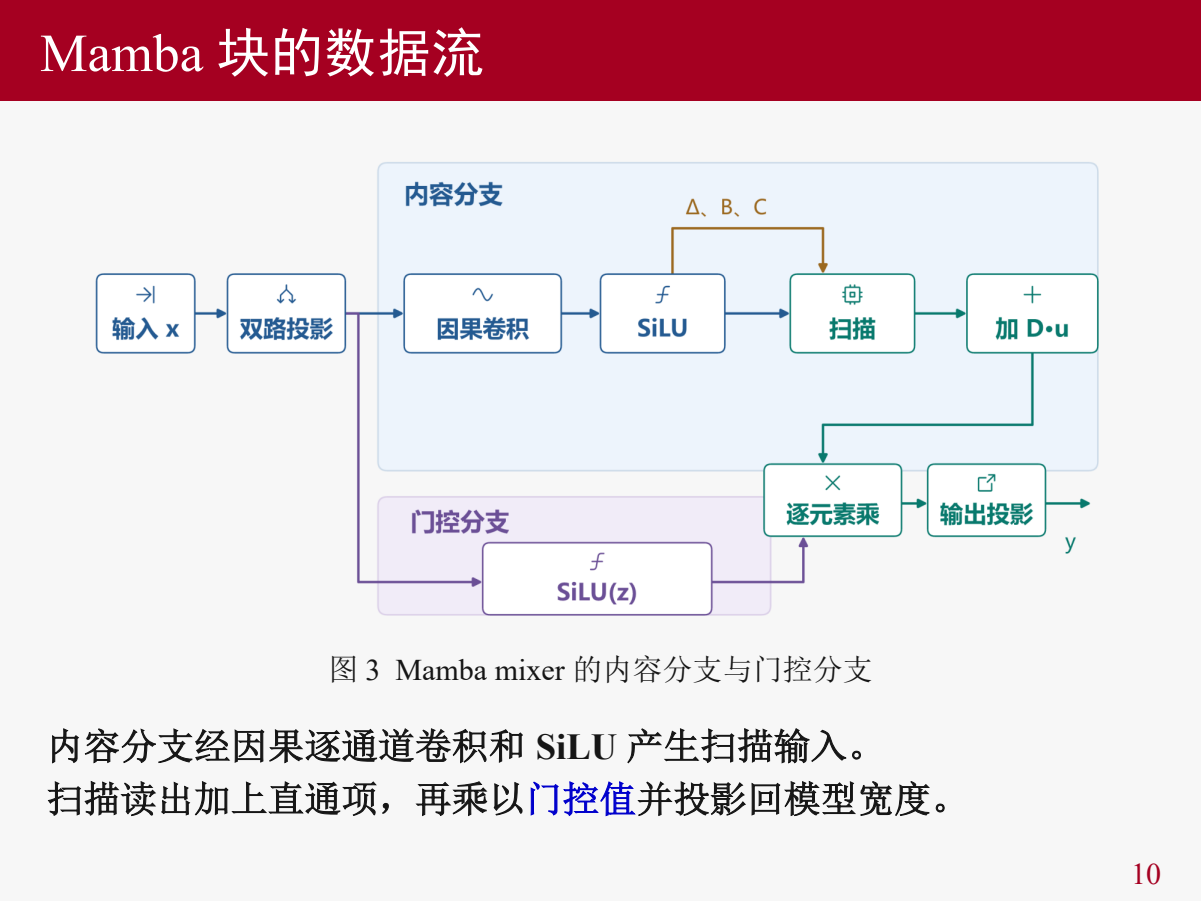 Mamba 块的数据流
内容分支
Δ、B、C
输入 x
双路投影
因果卷积
SiLU
扫描
加 D•u
逐元素乘
输出投影
y
门控分支
SiLU(z)
图 3 Mamba mixer 的内容分支与门控分支
内容分支经因果逐通道卷积和 SiLU 产生扫描输入。
扫描读出加上直通项，再乘以门控值并投影回模型宽度。
10